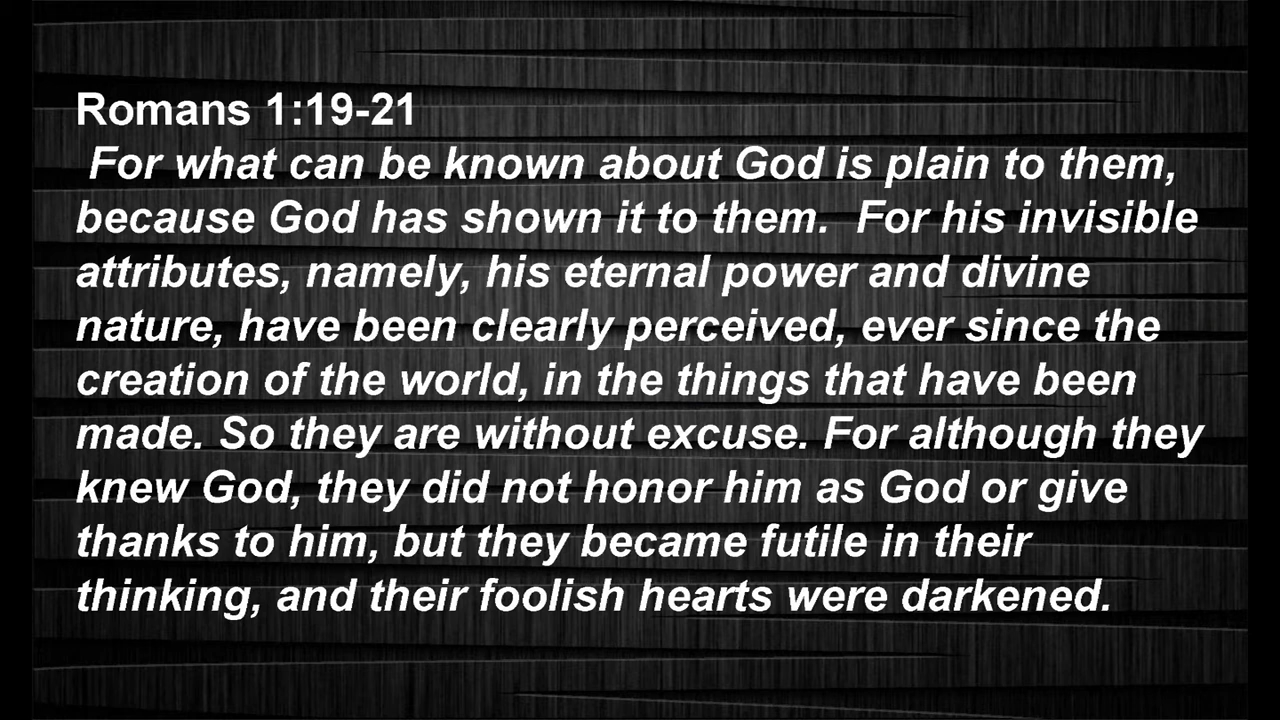 Romans 1:19-21
For what can be known about God is plain to them,
because God has shown it to them.  For his invisible
attributes, namely, his eternal power and divine
nature, have been clearly perceived, ever since the
creation of the world, in the things that have been
made. So they are without excuse. For although they
knew God, they did not honor him as God or give
thanks to him, but they became futile in their
thinking, and their foolish hearts were darkened.